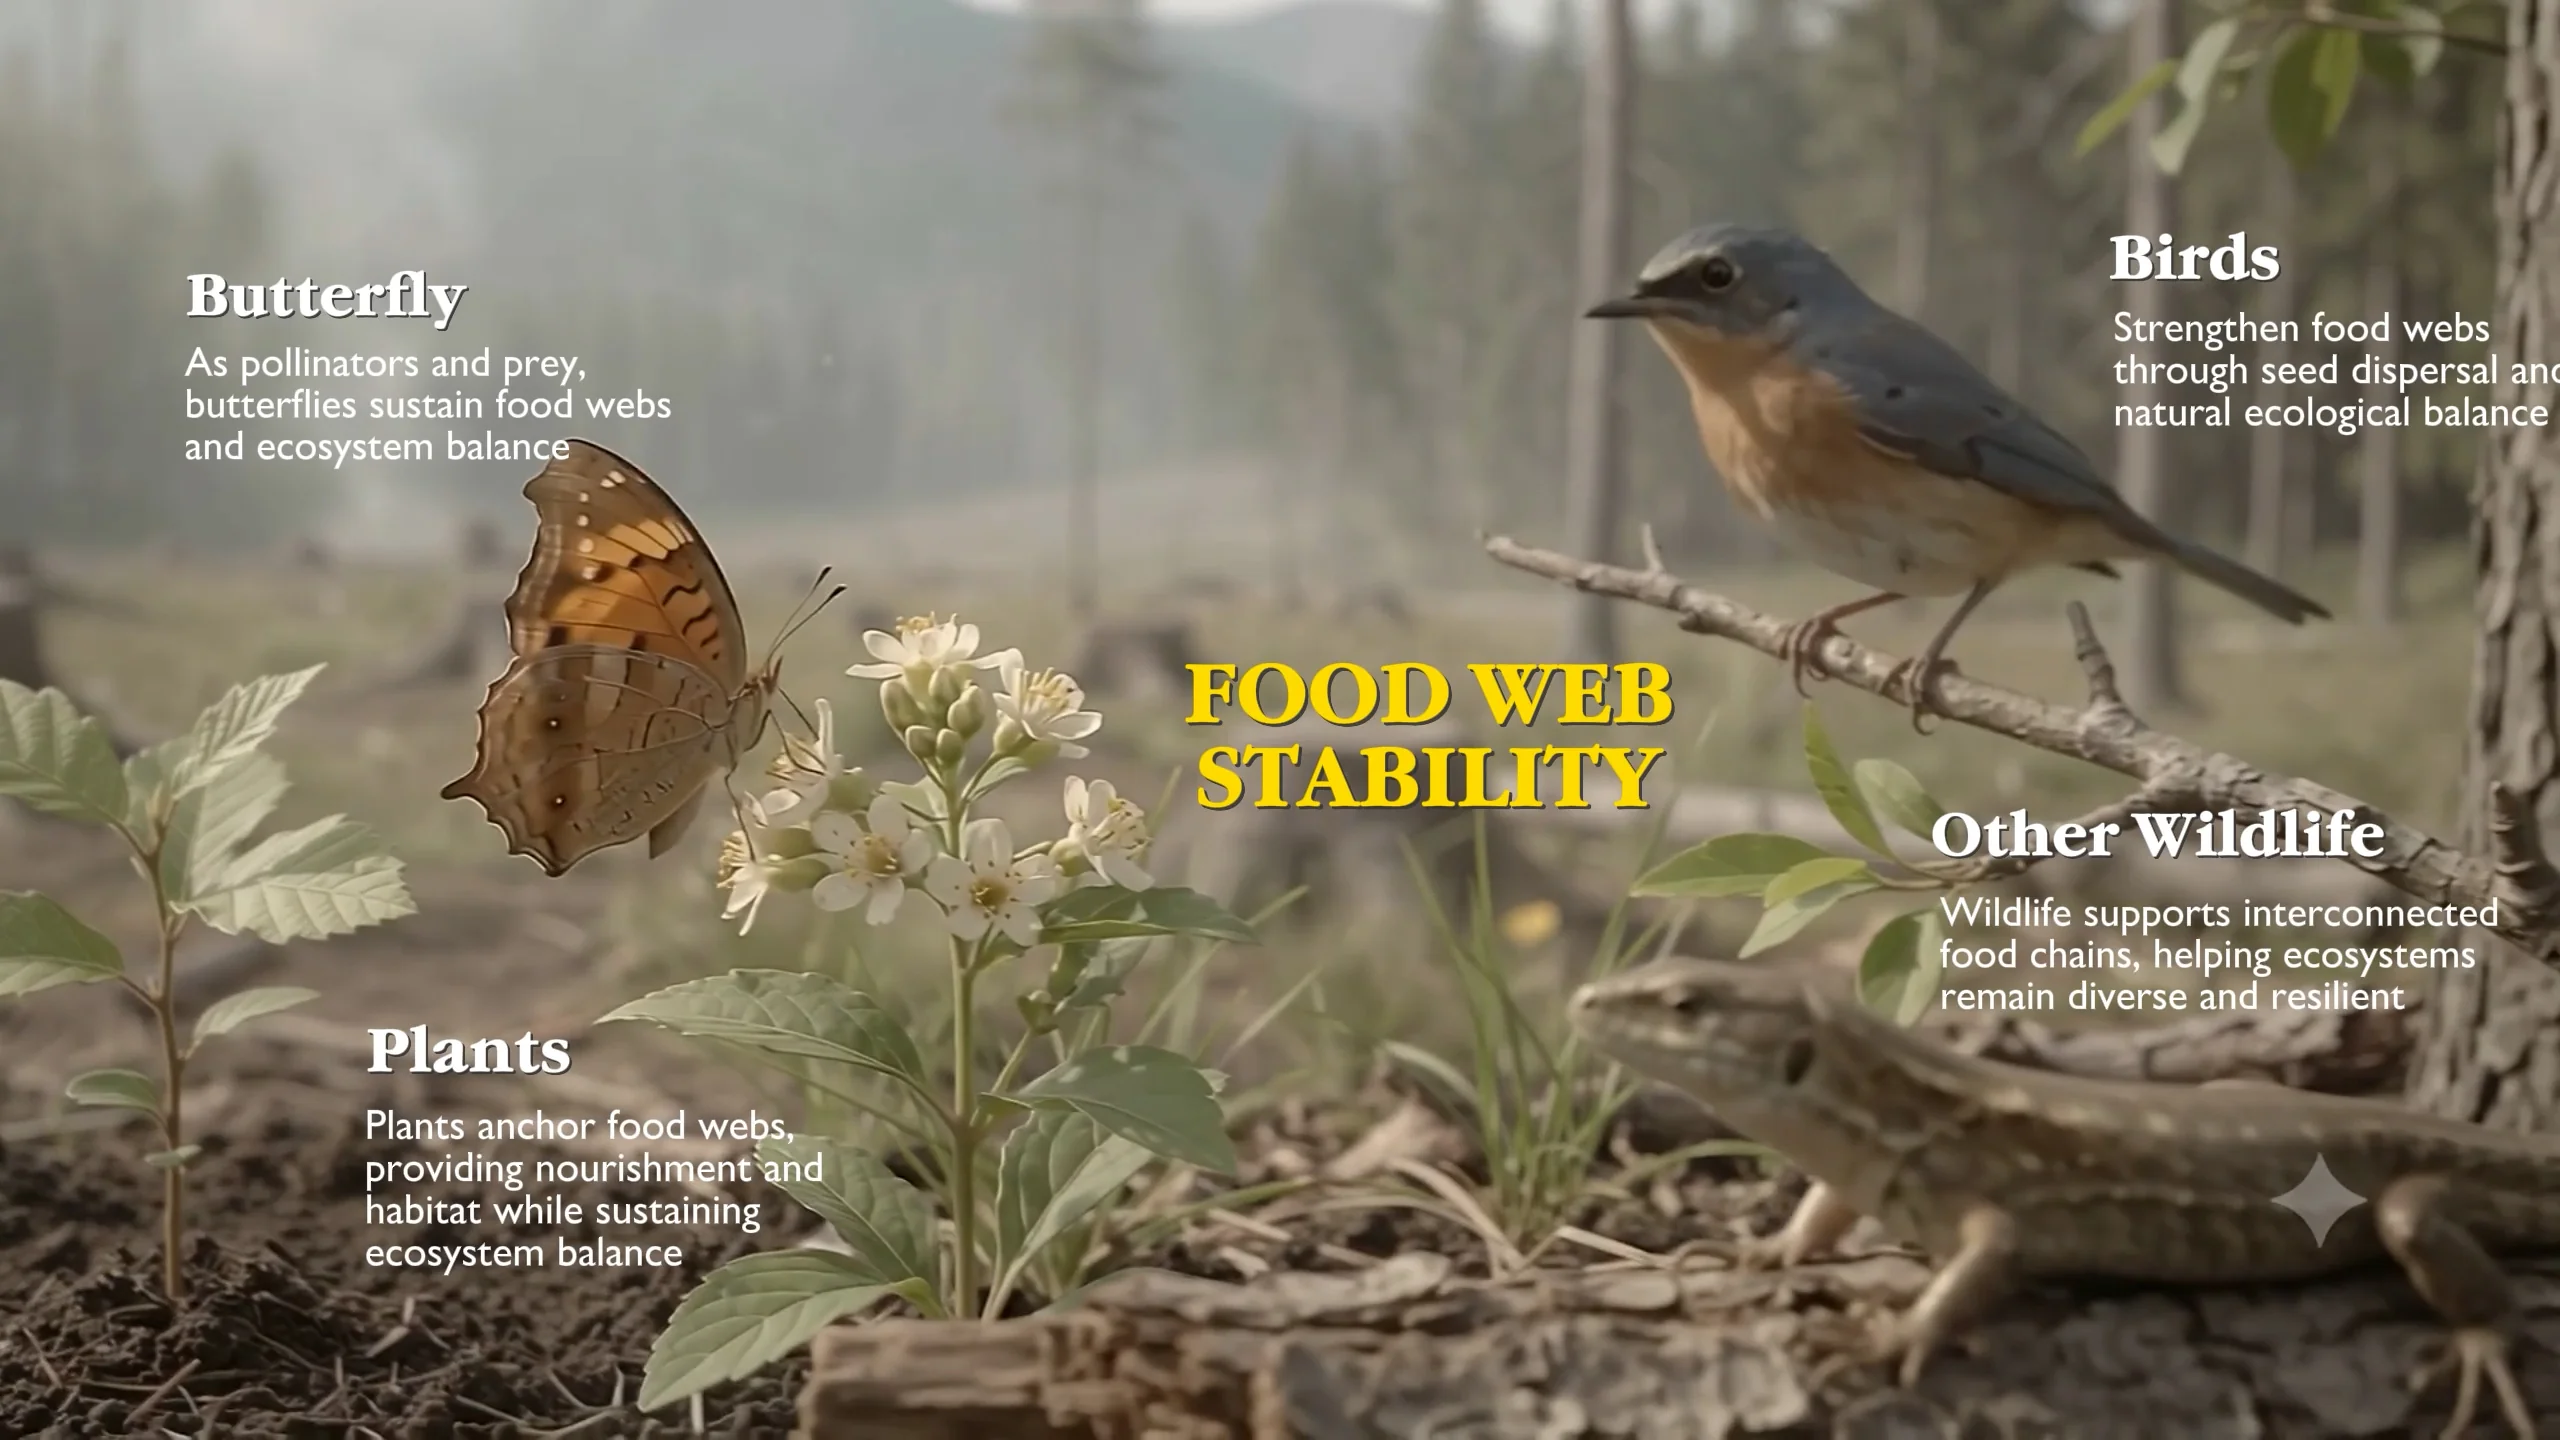 Butterfly
As pollinators and prey,
butterflies sustain food webs
and ecosystem balance
Birds
Strengthen food webs
through seed dispersal and
natural ecological balance
FOOD WEB
STABILITY
Other Wildlife
Wildlife supports interconnected
food chains, helping ecosystems
remain diverse and resilient
Plants
Plants anchor food webs,
providing nourishment and
habitat while sustaining
ecosystem balance